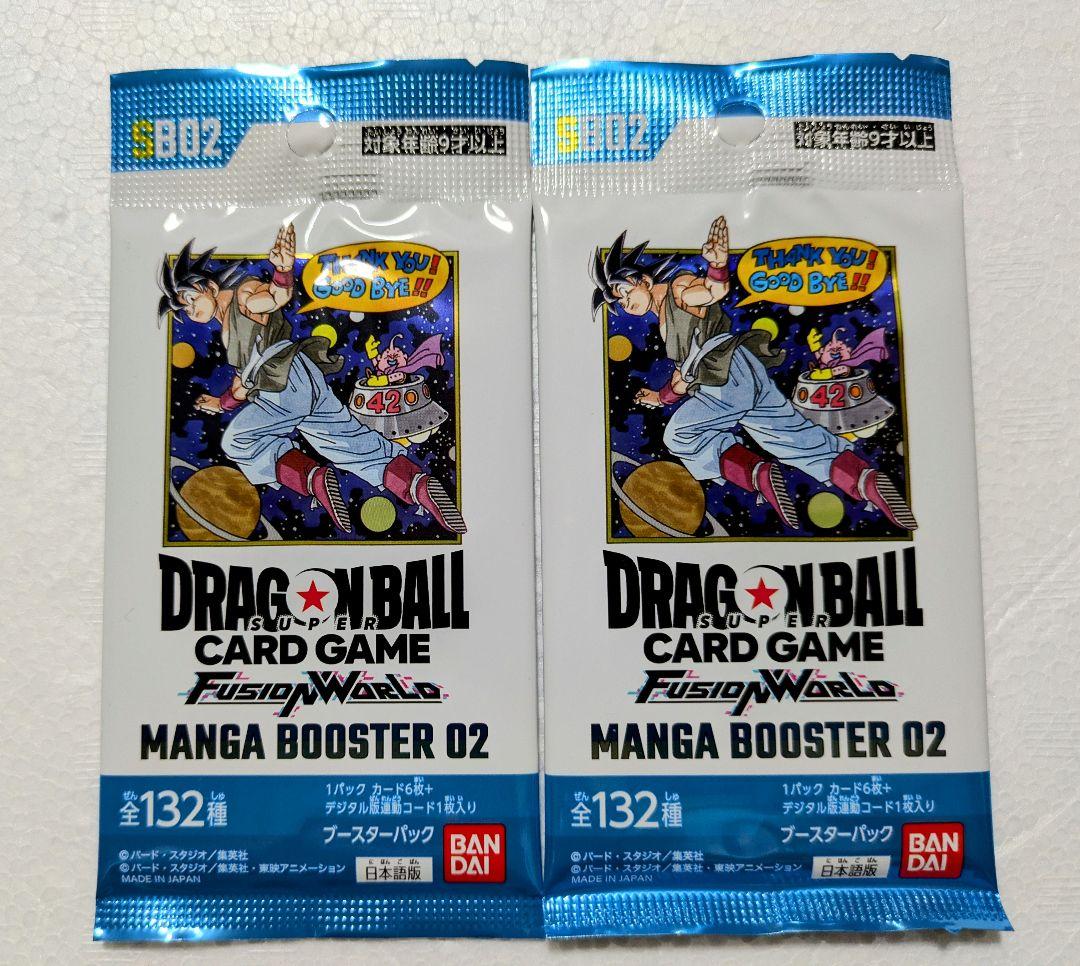 SB02
対象年齢9才以上
THANK YOU!
GOOD BYE!!
42
DRAGON BALL
SUPER
CARD GAME
FUSION WORLD
MANGA BOOSTER 02
全132種
1パック カード6枚+
デジタル版連動コード1枚入り
ブースターパック
BAN
DAI
©バード・スタジオ/集英社
©バード・スタジオ/集英社・東映アニメーション
MADE IN JAPAN
日本語版
SB02
対象年齢9才以上
THANK YOU!
GOOD BYE!!
42
DRAGON BALL
SUPER
CARD GAME
FUSION WORLD
MANGA BOOSTER 02
全132種
1パック カード6枚+
デジタル版連動コード1枚入り
ブースターパック
BAN
DAI
©バード・スタジオ/集英社
©バード・スタジオ/集英社・東映アニメーション
MADE IN JAPAN
日本語版